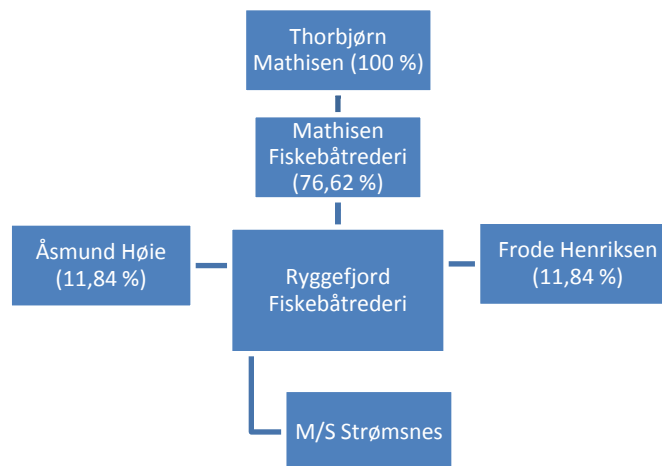 Thorbjørn
Mathisen (100 %)
Mathisen
Fiskebåtrederi
(76,62 %)
Åsmund Høie
(11,84 %)
Ryggefjord
Fiskebåtrederi
Frode Henriksen
(11,84 %)
M/S Strømsnes